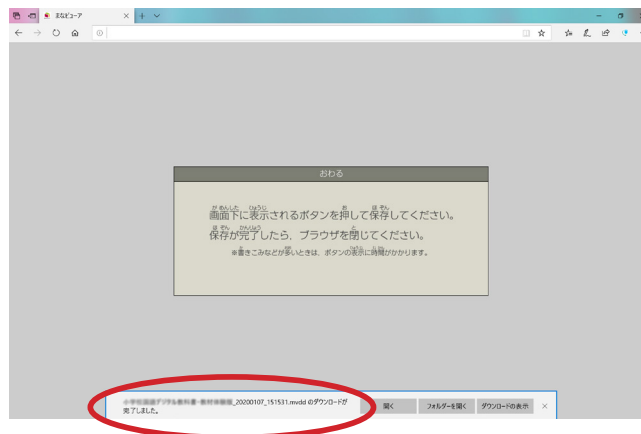 まなビューア
おわる
画面下に表示されるボタンを押して保存してください。
保存が完了したら，ブラウザを閉じてください。
※書きこみなどが多いときは，ボタンの表示に時間がかかります。
_20200107_151531.mvdd のダウンロードが
完了しました。
開く
フォルダーを開く
ダウンロードの表示